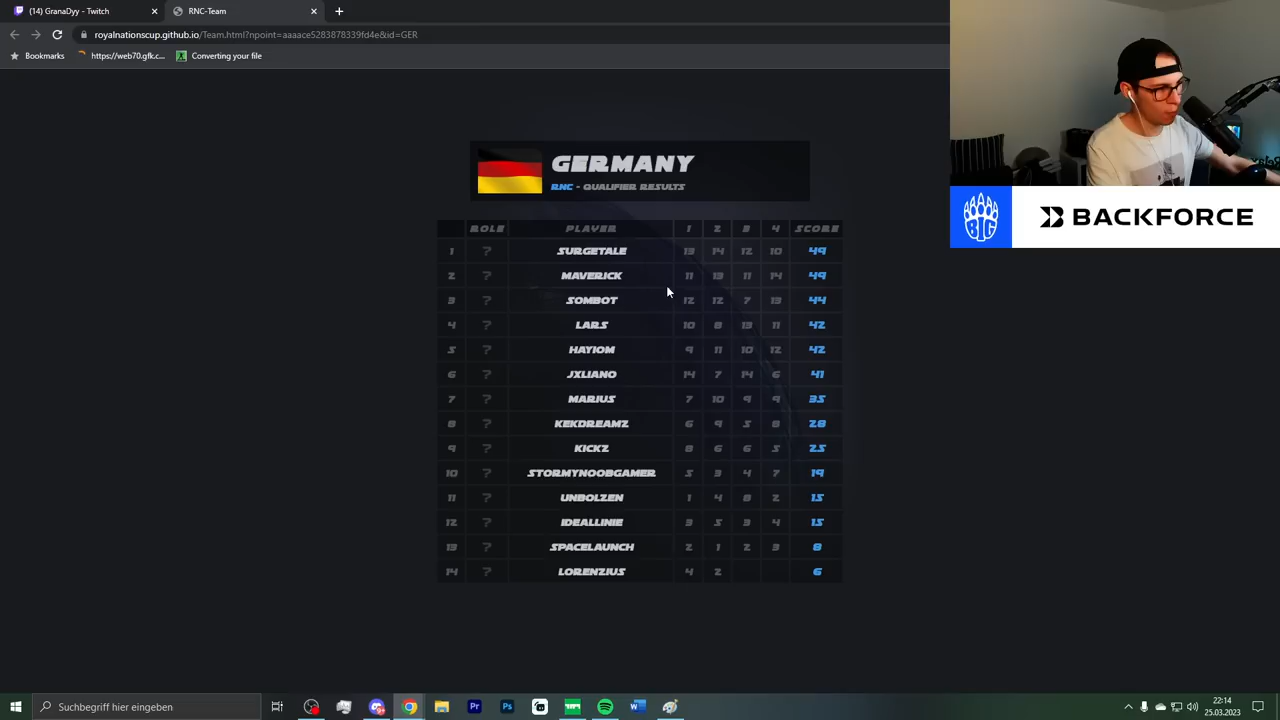 (14) GranaDyy - Twitch
RNC-Team
royalnationscup.github.io/Team.html?npoint=aaaace5283878339fd4e&id=GER
Bookmarks https://web70.gfk.c... Converting your file
BIG
BACKFORCE
GERMANY
RNC - QUALIFIER RESULTS
ROLE PLAYER 1 2 3 4 SCORE
1 ? SURGETALE 13 14 12 10 49
2 ? MAVERICK 11 13 11 14 49
3 ? SOMBOT 12 12 7 13 44
4 ? LARS 10 8 13 11 42
5 ? HAYIOM 9 11 10 12 42
6 ? JXLIANO 14 7 14 6 41
7 ? MARIUS 7 10 9 9 35
8 ? KEKDREAMZ 6 9 5 8 28
9 ? KICKZ 8 6 6 5 25
10 ? STORMYNOOBGAMER 5 3 4 7 19
11 ? UNBOLZEN 1 4 8 2 15
12 ? IDEALLINIE 3 5 3 4 15
13 ? SPACELAUNCH 2 1 2 3 8
14 ? LORENZIUS 4 2 6
Suchbegriff hier eingeben
Pr
Ps
22:14
25.03.2023